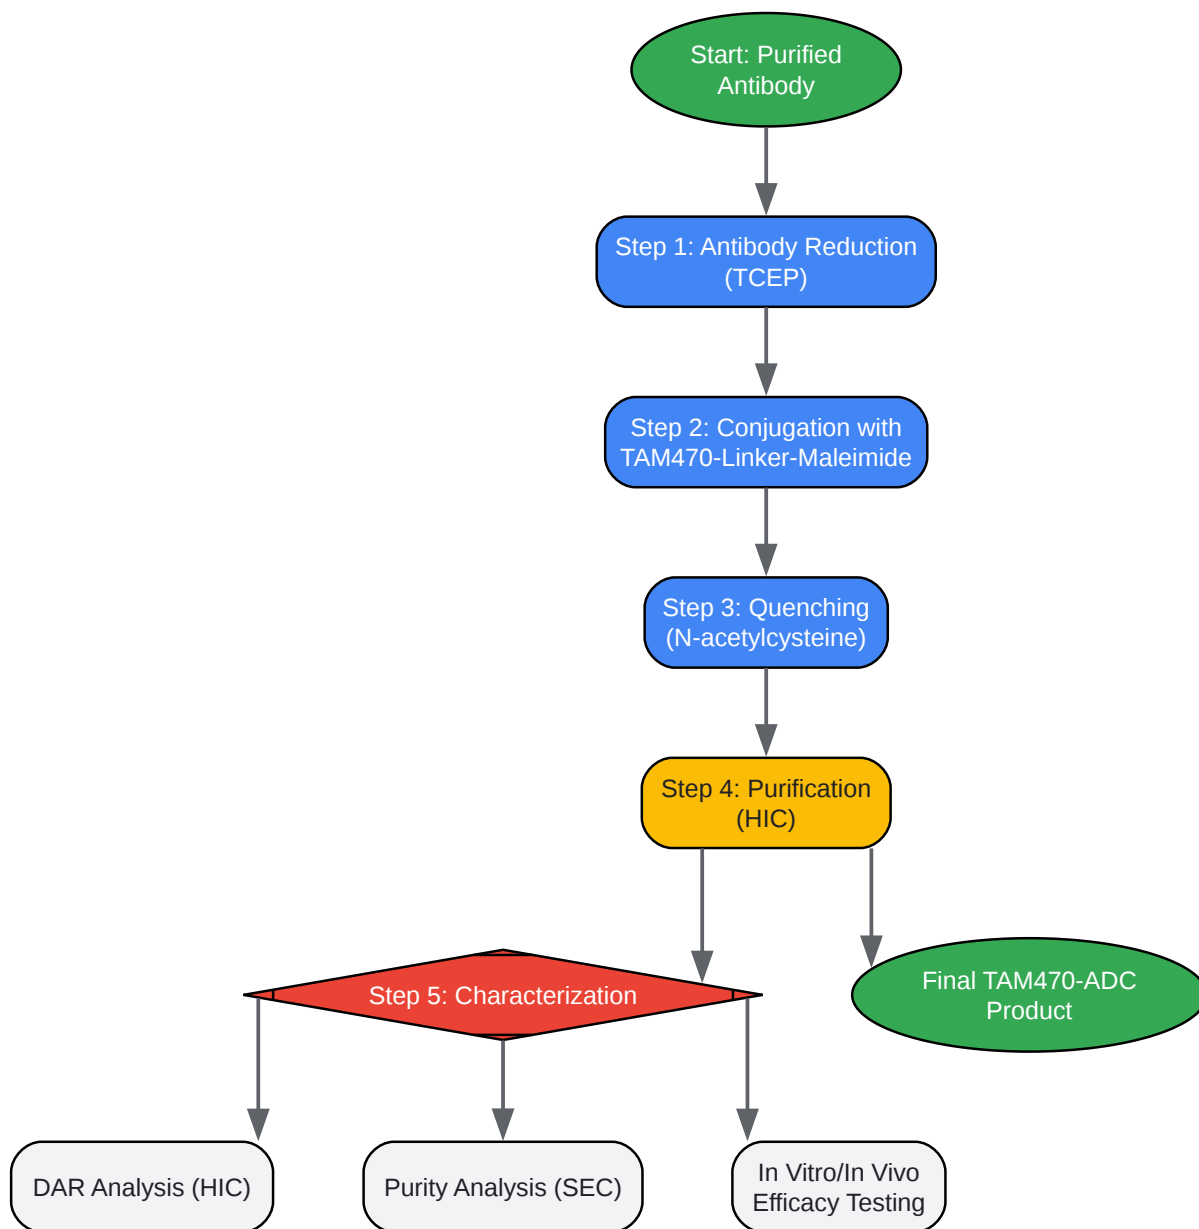 Start: Purified
Antibody
Step 1: Antibody Reduction
(TCEP)
Step 2: Conjugation with
TAM470-Linker-Maleimide
Step 3: Quenching
(N-acetylcysteine)
Step 4: Purification
(HIC)
Step 5: Characterization
Final TAM470-ADC
Product
DAR Analysis (HIC)
Purity Analysis (SEC)
In Vitro/In Vivo
Efficacy Testing